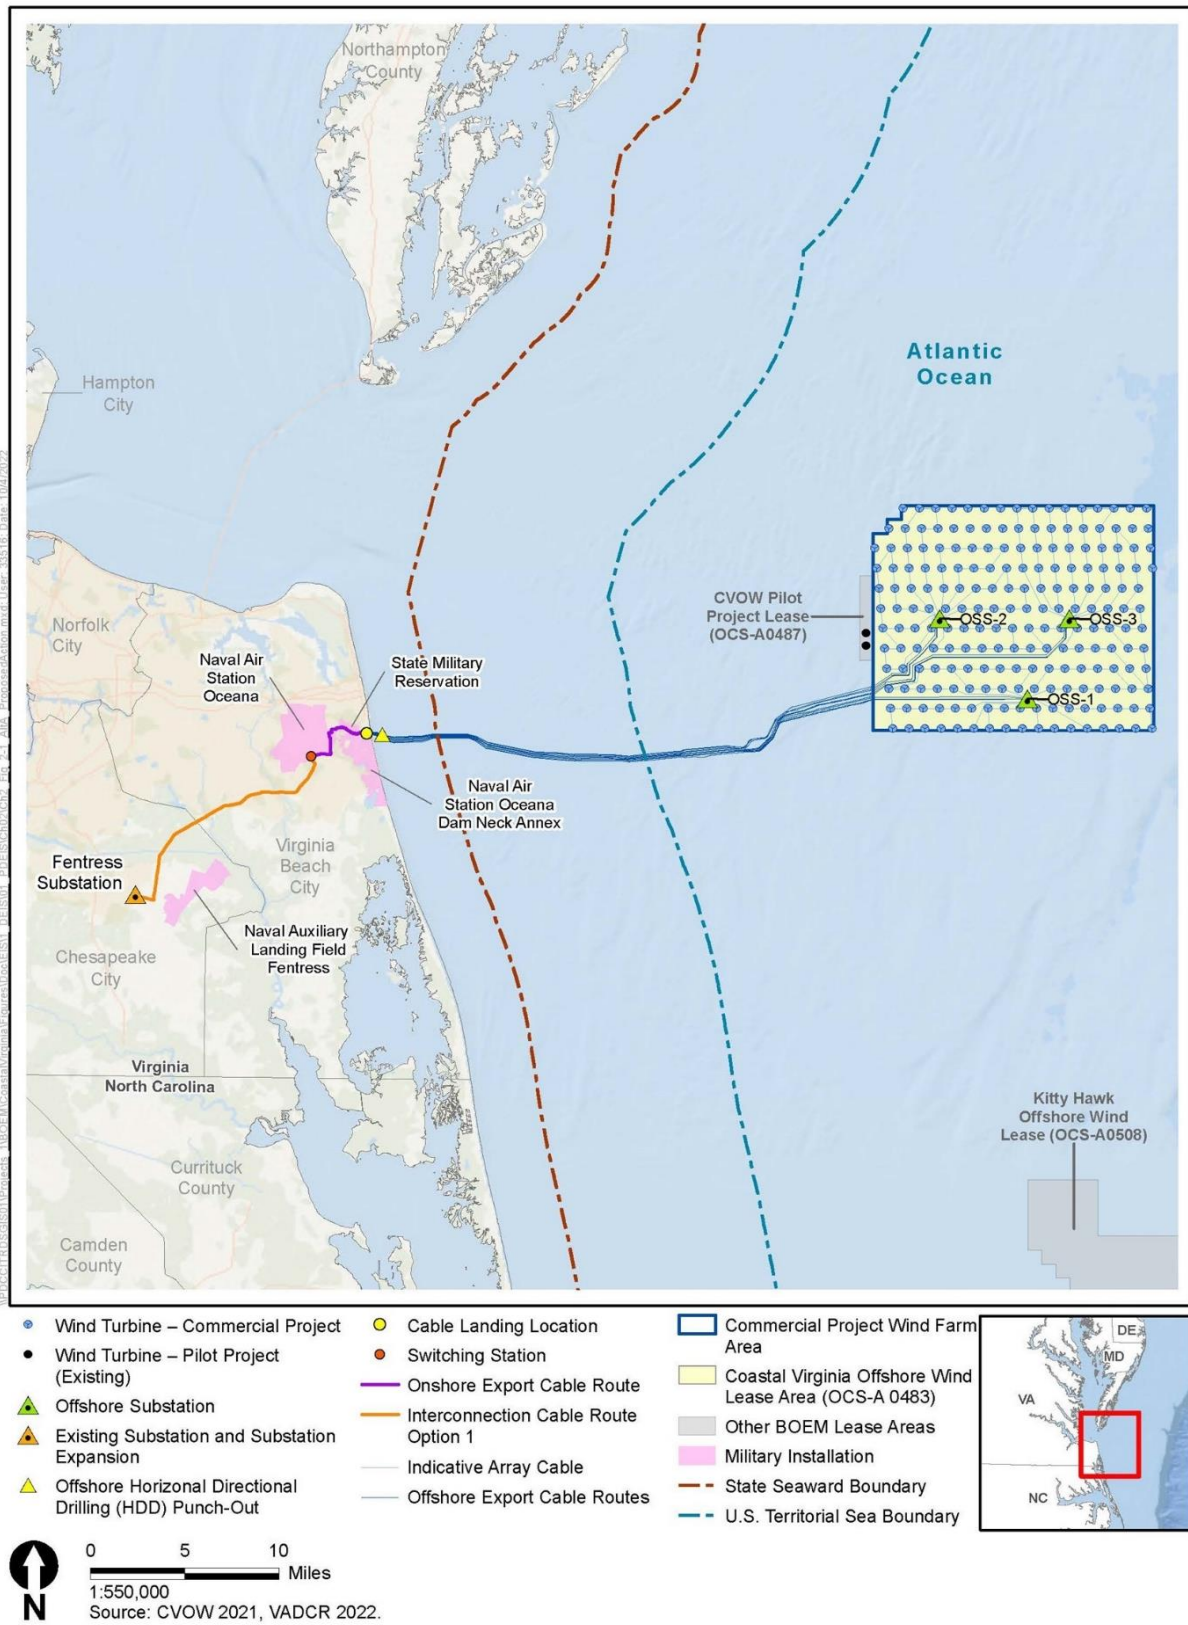 Northampton
County
Atlantic
Ocean
Hampton
City
CVOW Pilot
Project Lease
(OCS-A0487)
OSS-2
OSS-3
OSS-1
Norfolk
City
Naval Air
Station
Oceana
State Military
Reservation
Naval Air
Station Oceana
Dam Neck Annex
Virginia
Beach
City
Fentress
Substation
Naval Auxiliary
Landing Field
Fentress
Chesapeake
City
Virginia
North Carolina
Kitty Hawk
Offshore Wind
Lease (OCS-A0508)
Currituck
County
Camden
County
Wind Turbine – Commercial Project
Wind Turbine – Pilot Project
(Existing)
Offshore Substation
Existing Substation and Substation
Expansion
Offshore Horizonal Directional
Drilling (HDD) Punch-Out
Cable Landing Location
Switching Station
Onshore Export Cable Route
Interconnection Cable Route
Option 1
Indicative Array Cable
Offshore Export Cable Routes
Commercial Project Wind Farm
Area
Coastal Virginia Offshore Wind
Lease Area (OCS-A 0483)
Other BOEM Lease Areas
Military Installation
State Seaward Boundary
U.S. Territorial Sea Boundary
DE
MD
VA
NC
N
0 5 10
Miles
1:550,000
Source: CVOW 2021, VADCR 2022.